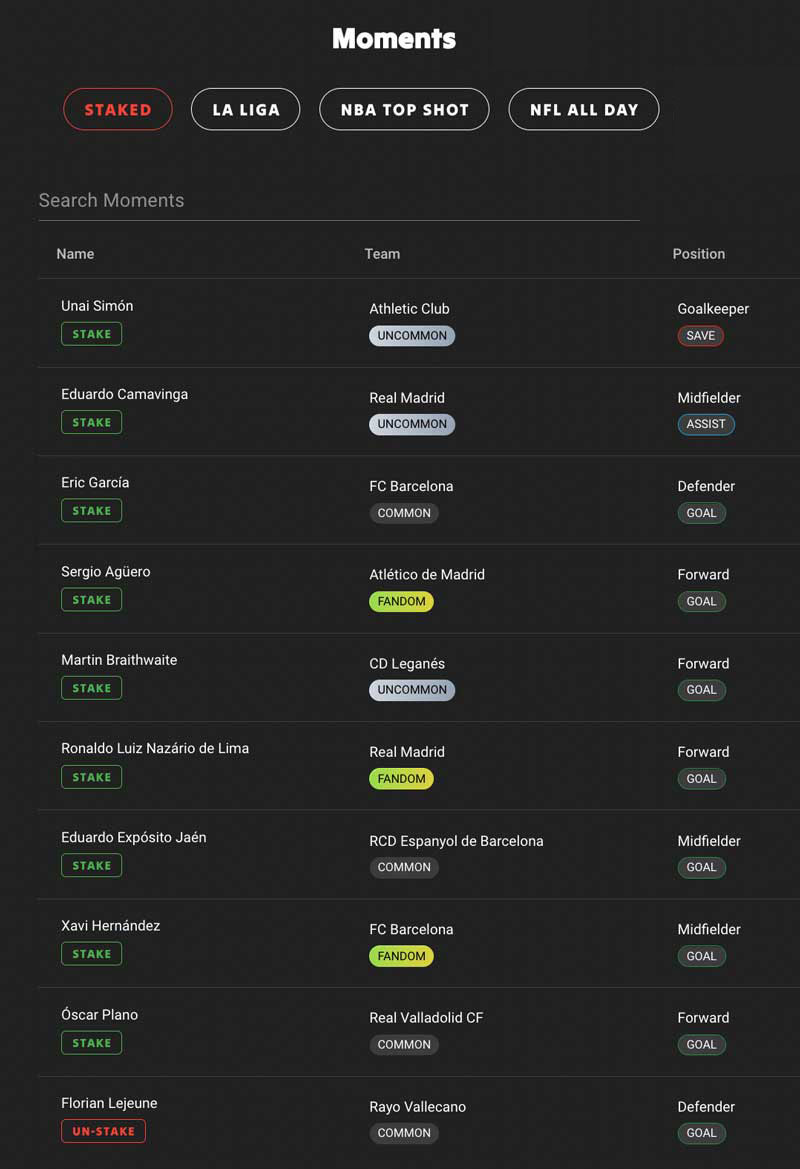 Moments
STAKED LA LIGA NBA TOP SHOT NFL ALL DAY
Search Moments
Name Team Position
Unai Simón Athletic Club Goalkeeper
STAKE UNCOMMON SAVE
Eduardo Camavinga Real Madrid Midfielder
STAKE UNCOMMON ASSIST
Eric García FC Barcelona Defender
STAKE COMMON GOAL
Sergio Agüero Atlético de Madrid Forward
STAKE FANDOM GOAL
Martin Braithwaite CD Leganés Forward
STAKE UNCOMMON GOAL
Ronaldo Luiz Nazário de Lima Real Madrid Forward
STAKE FANDOM GOAL
Eduardo Expósito Jaén RCD Espanyol de Barcelona Midfielder
STAKE COMMON GOAL
Xavi Hernández FC Barcelona Midfielder
STAKE FANDOM GOAL
Óscar Plano Real Valladolid CF Forward
STAKE COMMON GOAL
Florian Lejeune Rayo Vallecano Defender
UN-STAKE COMMON GOAL